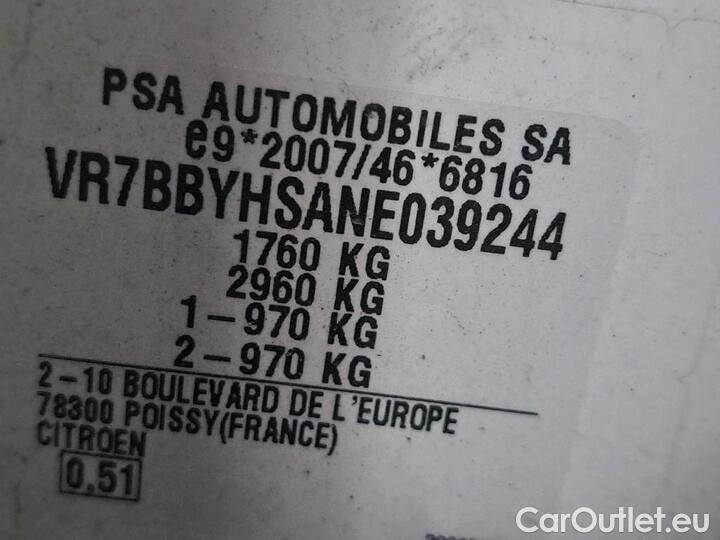 PSA AUTOMOBILES SA
e9*2007/46*6816
VR7BBYHSANE039244
1760 KG
2960 KG
1-970 KG
2-970 KG
2-10 BOULEVARD DE L'EUROPE
78300 POISSY(FRANCE)
CITROEN
0.51
CarOutlet.eu